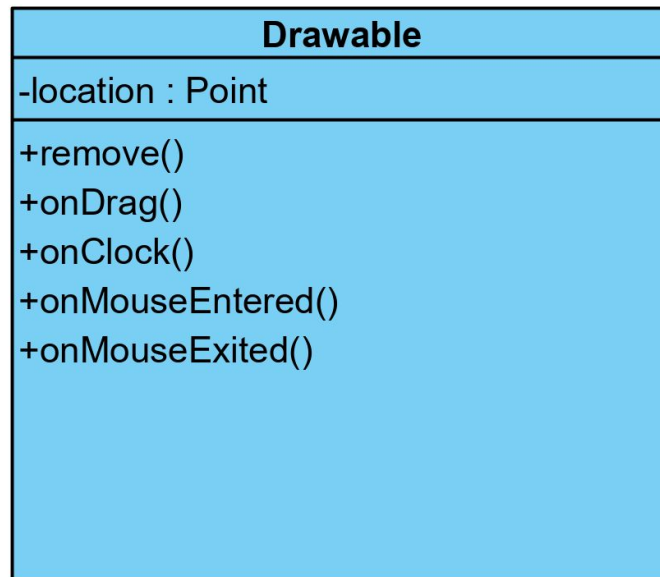 Drawable
-location : Point
+remove()
+onDrag()
+onClock()
+onMouseEntered()
+onMouseExited()